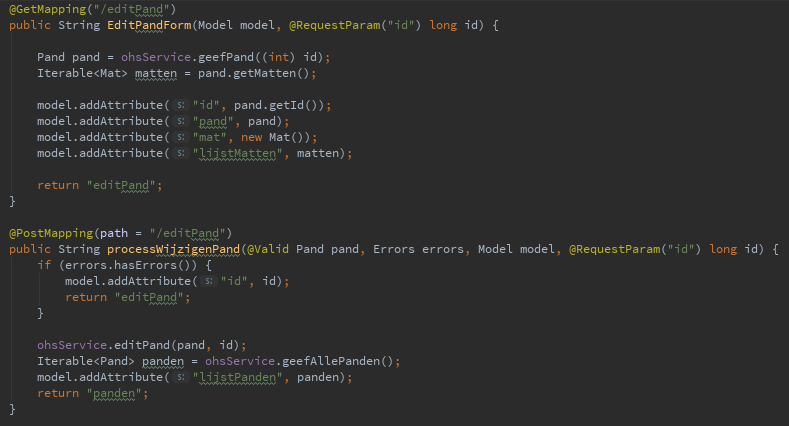 @GetMapping("/editPand")
public String EditPandForm(Model model, @RequestParam("id") long id) {
Pand pand = ohsService.geefPand((int) id);
Iterable<Mat> matten = pand.getMatten();
model.addAttribute( s: "id", pand.getId());
model.addAttribute( s: "pand", pand);
model.addAttribute( s: "mat", new Mat());
model.addAttribute( s: "lijstMatten", matten);
return "editPand";
}
@PostMapping(path = "/editPand")
public String processWijzigenPand(@Valid Pand pand, Errors errors, Model model, @RequestParam("id") long id) {
if (errors.hasErrors()) {
model.addAttribute( s: "id", id);
return "editPand";
}
ohsService.editPand(pand, id);
Iterable<Pand> panden = ohsService.geefAllePanden();
model.addAttribute( s: "lijstPanden", panden);
return "panden";
}